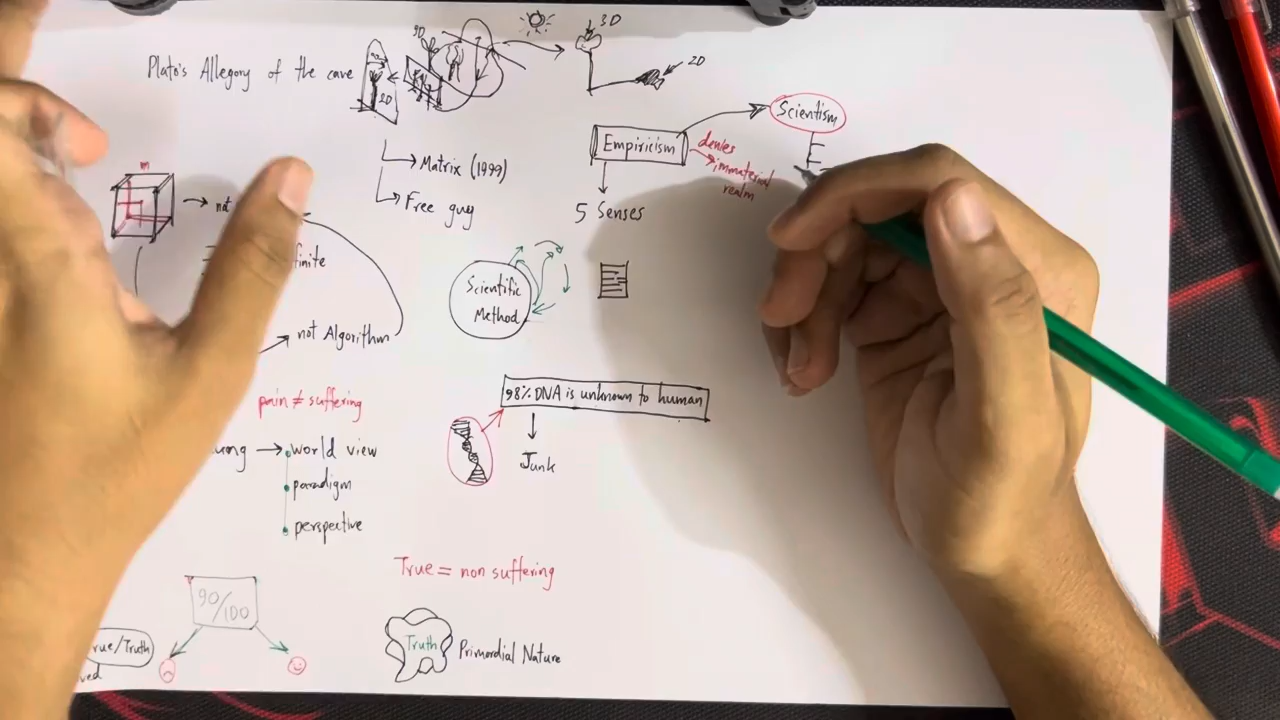 3D
3D
2D
Plato's Allegory of the cave
2D
Scientism
E
Empiricism
denies
immaterial
realm
Matrix (1999)
m
Free guy
5 Senses
not
finite
Scientific
Method
not Algorithm
98% DNA is unknown to human
pain ≠ suffering
world view
Junk
paradigm
perspective
True = non suffering
90/100
True/Truth
Truth
Primordial Nature